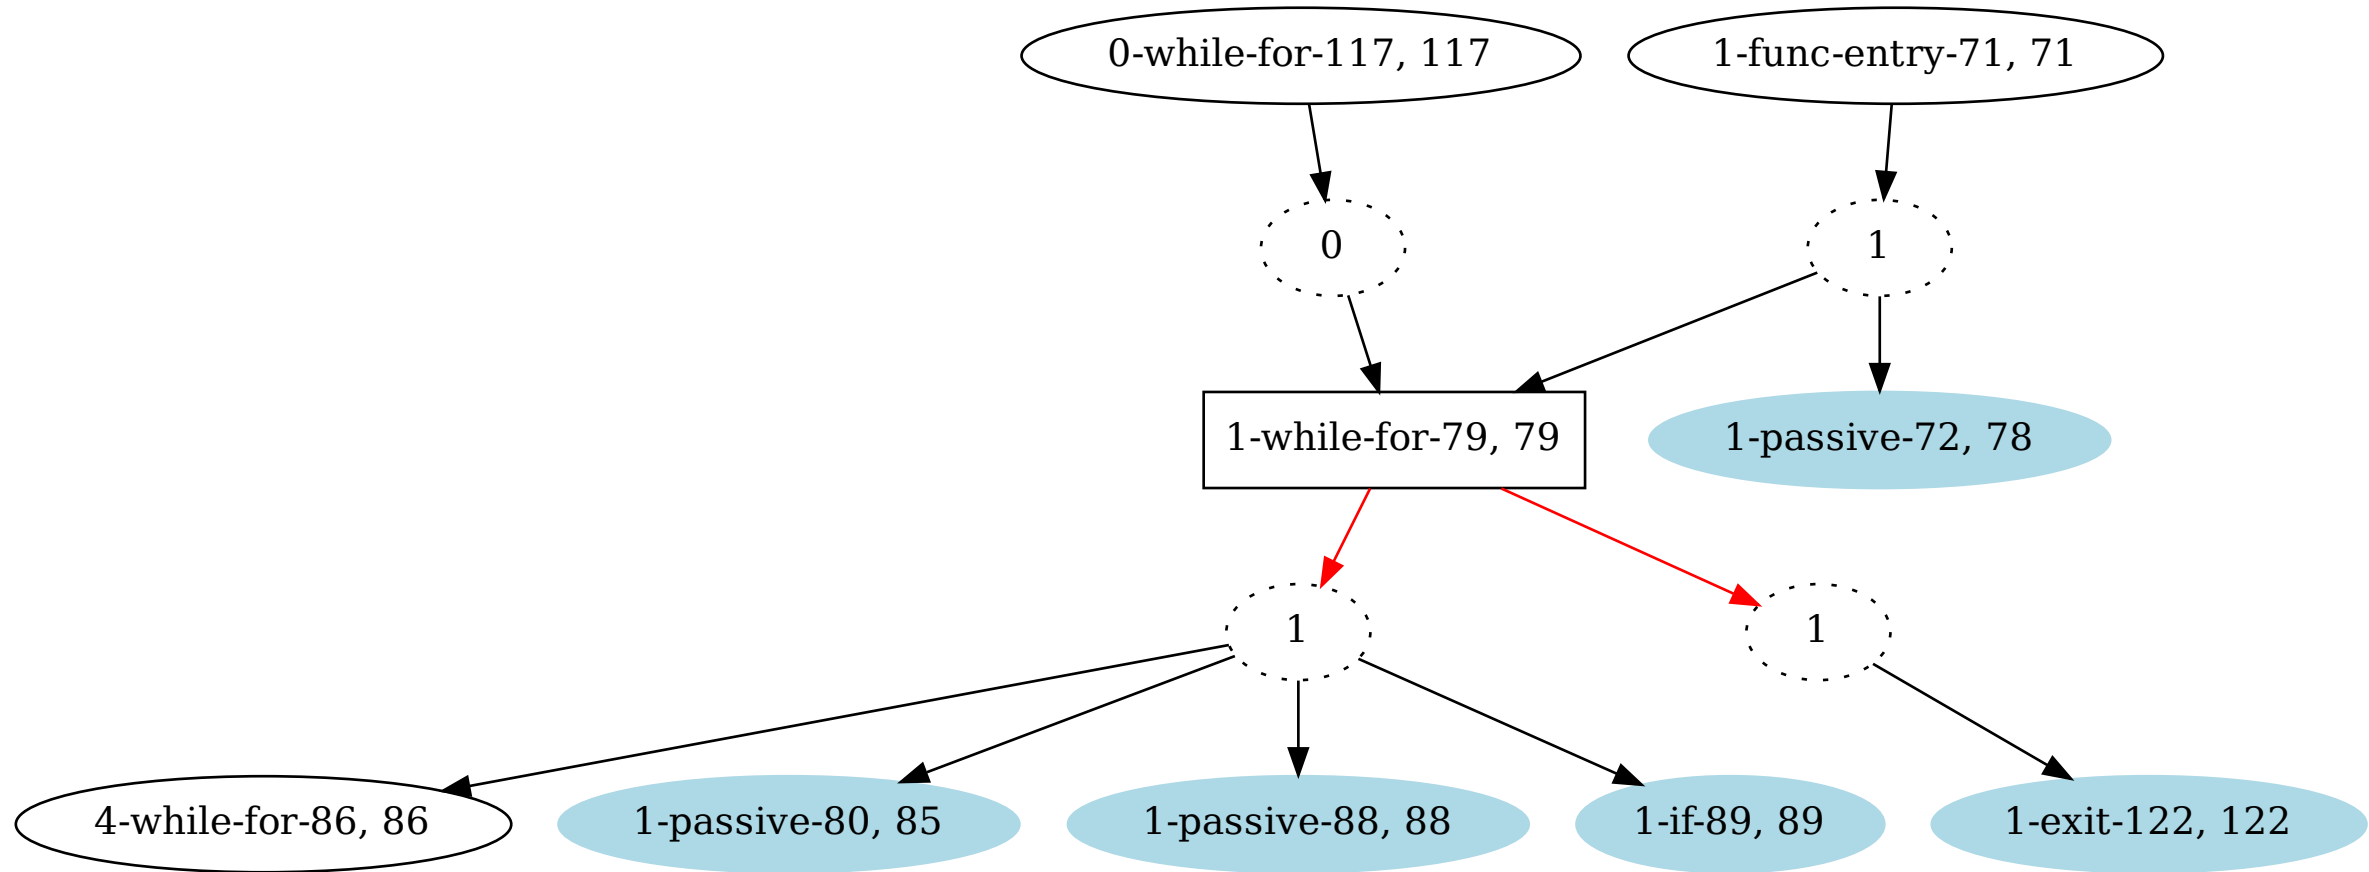 0-while-for-117, 117
1-func-entry-71, 71
0
1
1-while-for-79, 79
1-passive-72, 78
1
1
4-while-for-86, 86
1-passive-80, 85
1-passive-88, 88
1-if-89, 89
1-exit-122, 122